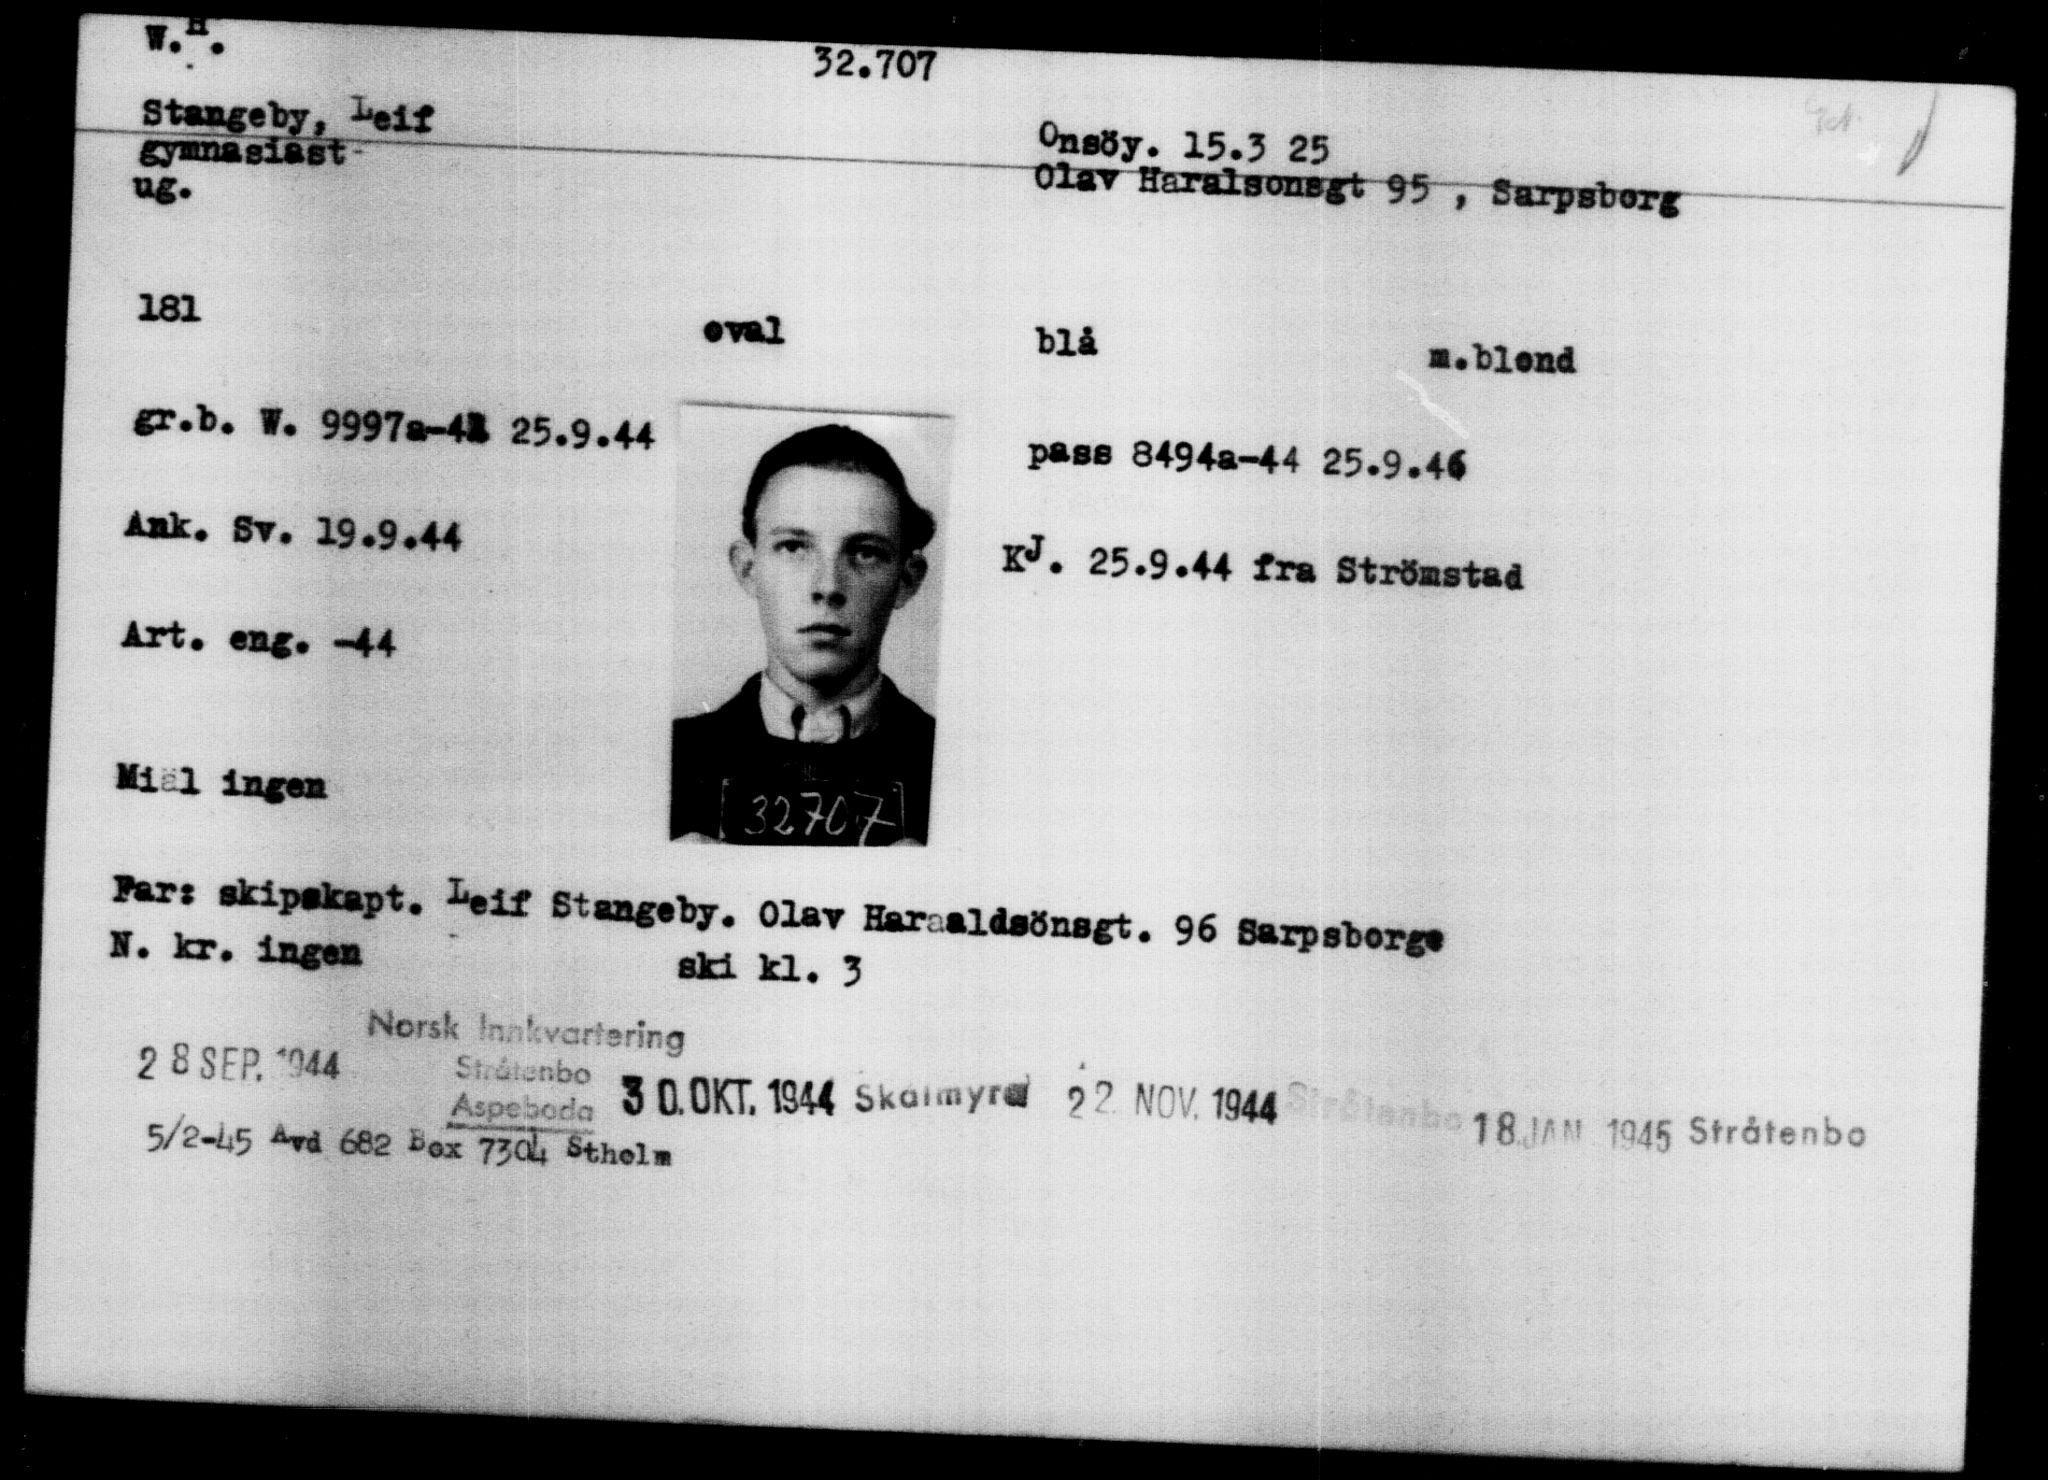 W.H.
32.707
Stangeby, Leif
Onsöy. 15.3 25
gymnasiast
Olav Haralsonsgt 95 , Sarpsborg
ug.
181
oval
blå
m.blond
gr.b. W. 9997a-44 25.9.44
pass 8494a-44 25.9.46
Ank. Sv. 19.9.44
KJ. 25.9.44 fra Strömstad
Art. eng. -44
Miäl ingen
32707
Far: skipskapt. Leif Stangeby. Olav Haraaldsönsgt. 96 Sarpsborge
N. kr. ingen
ski kl. 3
Norsk Innkvartering
28 SEP. 1944
Stråtenbo
Aspeboda
30. OKT. 1944 Skålmyra
22 NOV. 1944 Stråtenbo
18 JAN 1945 Stråtenbo
5/2-45 Avd 682 Box 7304 Stholm